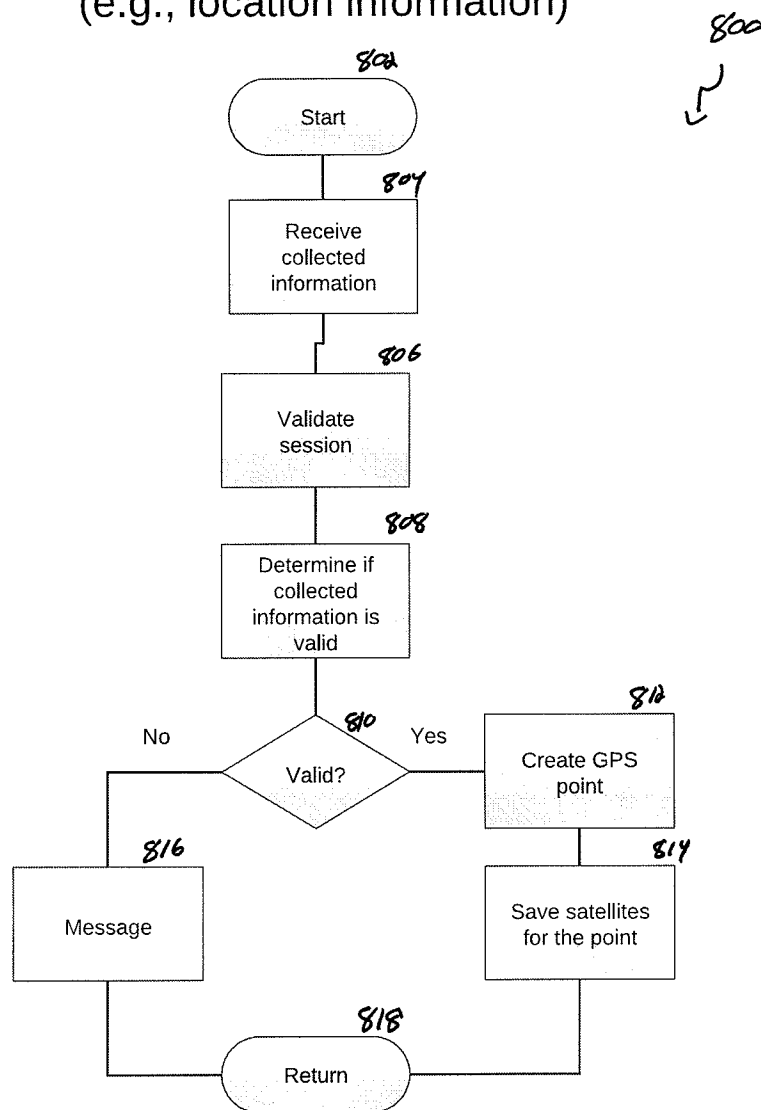 (e.g., location information)
800
802
Start
804
Receive
collected
information
806
Validate
session
808
Determine if
collected
information is
valid
810
No
Valid?
Yes
812
Create GPS
point
816
Message
814
Save satellites
for the point
818
Return